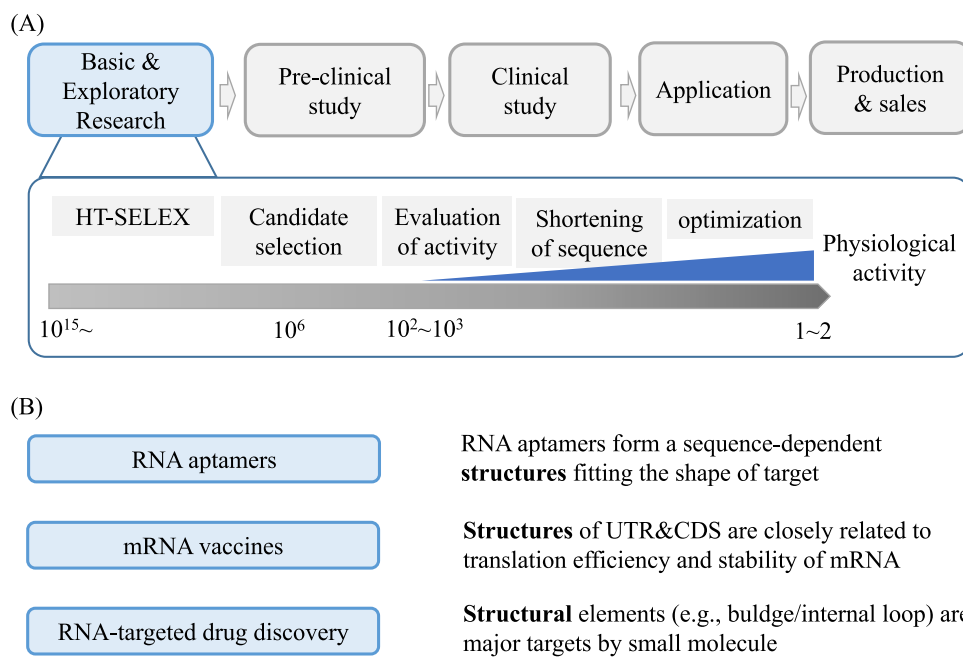 (A)
Basic &
Exploratory
Research
Pre-clinical
study
Clinical
study
Application
Production
& sales
HT-SELEX
Candidate
selection
Evaluation
of activity
Shortening
of sequence
optimization
Physiological
activity
10¹⁵~
10⁶
10²~10³
1~2
(B)
RNA aptamers
RNA aptamers form a sequence-dependent
structures fitting the shape of target
mRNA vaccines
Structures of UTR&CDS are closely related to
translation efficiency and stability of mRNA
RNA-targeted drug discovery
Structural elements (e.g., buldge/internal loop) are
major targets by small molecule